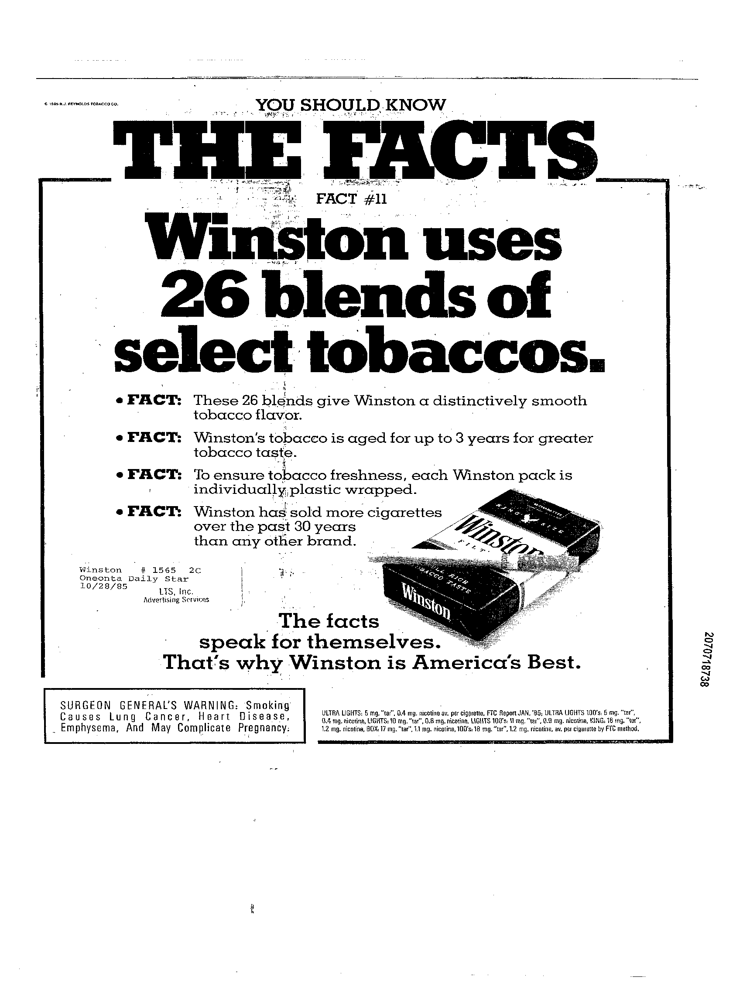 © 1985 R.J. REYNOLDS TOBACCO CO.
YOU SHOULD KNOW
THE FACTS
FACT #11
Winston uses
26 blends of
select tobaccos.
• FACT: These 26 blends give Winston a distinctively smooth
tobacco flavor.
• FACT: Winston's tobacco is aged for up to 3 years for greater
tobacco taste.
• FACT: To ensure tobacco freshness, each Winston pack is
individually plastic wrapped.
• FACT: Winston has sold more cigarettes
over the past 30 years
than any other brand.
KING SIZE
Winston
FILT
RICH
TOBACCO TASTE
Winston
Winston # 1565 2C
Oneonta Daily Star
10/28/85
LTS, Inc.
Advertising Services
The facts
speak for themselves.
That's why Winston is America's Best.
SURGEON GENERAL'S WARNING: Smoking
Causes Lung Cancer, Heart Disease,
Emphysema, And May Complicate Pregnancy.
ULTRA LIGHTS: 5 mg. "tar", 0.4 mg. nicotine av. per cigarette, FTC Report JAN. '85; ULTRA LIGHTS 100's: 5 mg. "tar",
0.4 mg. nicotine, LIGHTS: 10 mg. "tar", 0.8 mg. nicotine, LIGHTS 100's: 11 mg. "tar", 0.9 mg. nicotine, KING: 16 mg. "tar",
1.2 mg. nicotine, BOX: 17 mg. "tar", 1.1 mg. nicotine, 100's: 18 mg. "tar", 1.2 mg. nicotine, av. per cigarette by FTC method.
2070718738